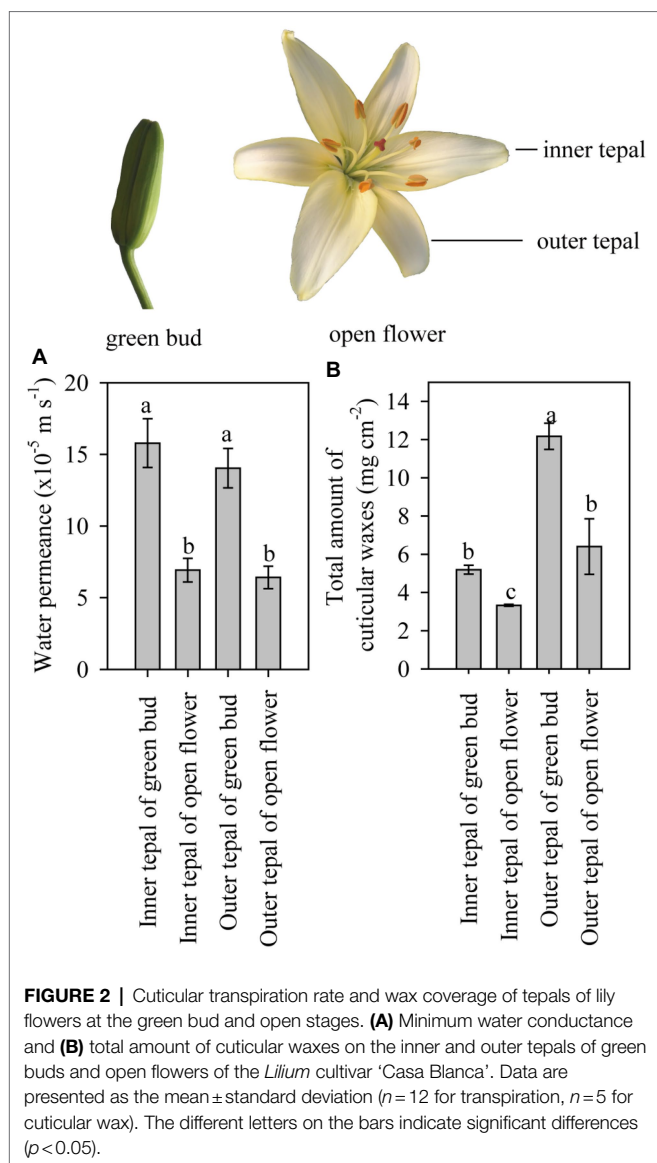 inner tepal
outer tepal
green bud
open flower
A
Water permeance (x10⁻⁵ m s⁻¹)
20
15
10
5
0
a
b
a
b
Inner tepal of green bud
Inner tepal of open flower
Outer tepal of green bud
Outer tepal of open flower
B
Total amount of
cuticular waxes (mg cm⁻²)
14
12
10
8
6
4
2
0
b
c
a
b
Inner tepal of green bud
Inner tepal of open flower
Outer tepal of green bud
Outer tepal of open flower
FIGURE 2 | Cuticular transpiration rate and wax coverage of tepals of lily
flowers at the green bud and open stages. (A) Minimum water conductance
and (B) total amount of cuticular waxes on the inner and outer tepals of green
buds and open flowers of the Lilium cultivar ‘Casa Blanca’. Data are
presented as the mean ± standard deviation (n = 12 for transpiration, n = 5 for
cuticular wax). The different letters on the bars indicate significant differences
(p < 0.05).